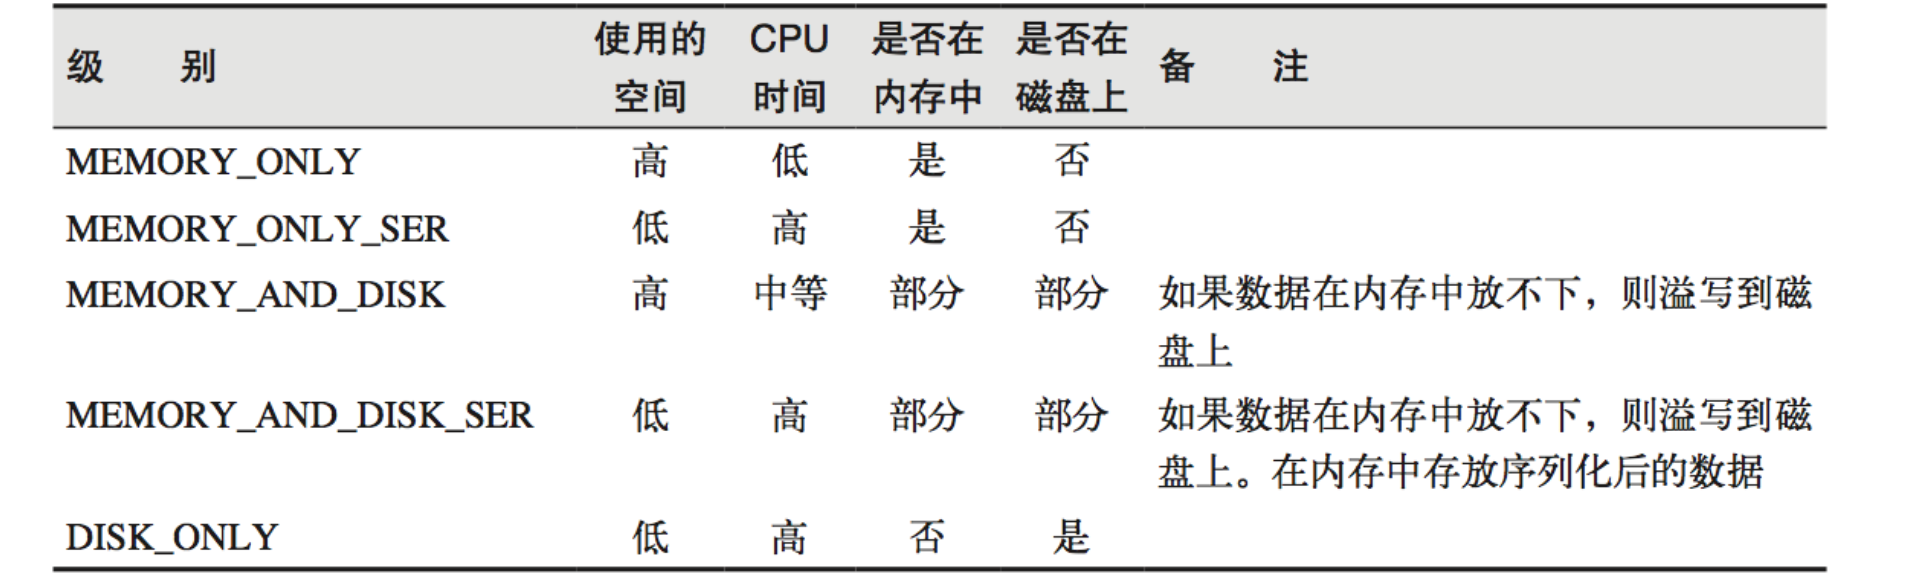 级 别 使用的空间 CPU时间 是否在内存中 是否在磁盘上 备 注
MEMORY_ONLY 高 低 是 否
MEMORY_ONLY_SER 低 高 是 否
MEMORY_AND_DISK 高 中等 部分 部分 如果数据在内存中放不下，则溢写到磁
盘上
MEMORY_AND_DISK_SER 低 高 部分 部分 如果数据在内存中放不下，则溢写到磁
盘上。在内存中存放序列化后的数据
DISK_ONLY 低 高 否 是